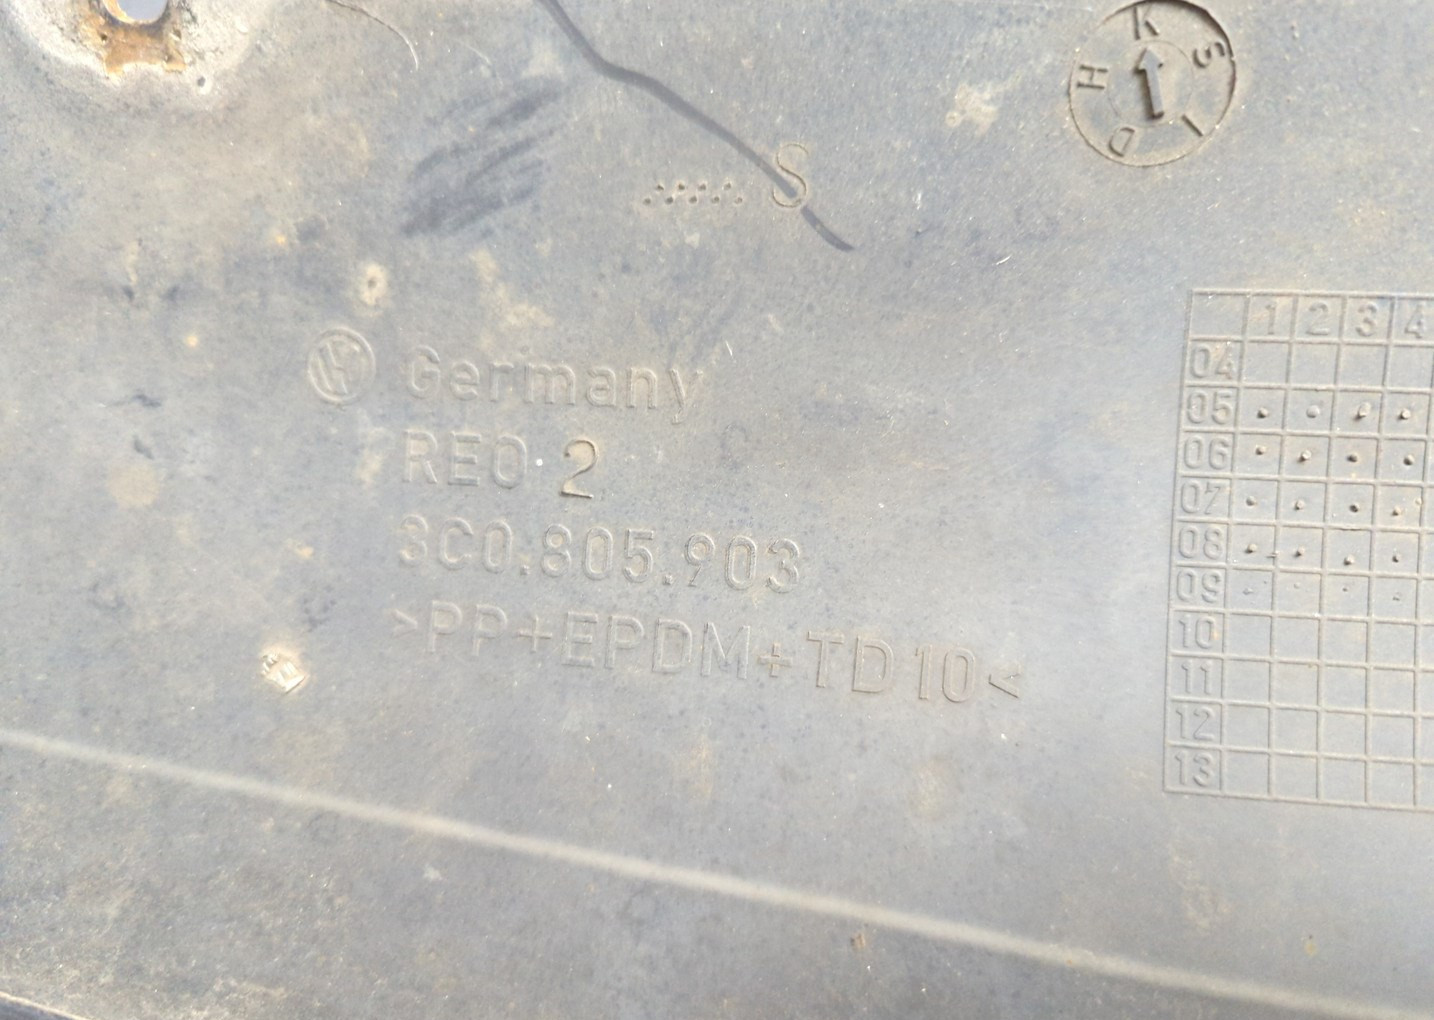 K
S
H
D
I
S
1 2 3 4
04
05
06
07
08
09
10
11
12
13
Germany
REO 2
3C0.805.903
>PP+EPDM+TD10<